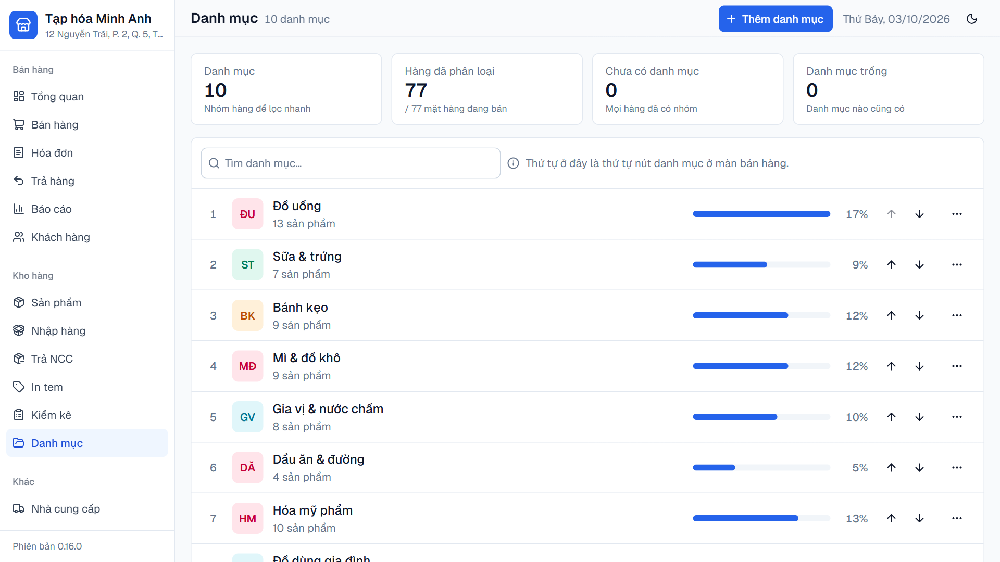 Tạp hóa Minh Anh
12 Nguyễn Trãi, P. 2, Q. 5, T...
Bán hàng
Tổng quan
Bán hàng
Hóa đơn
Trả hàng
Báo cáo
Khách hàng
Kho hàng
Sản phẩm
Nhập hàng
Trả NCC
In tem
Kiểm kê
Danh mục
Khác
Nhà cung cấp
Phiên bản 0.16.0
Danh mục 10 danh mục
Thêm danh mục
Thứ Bảy, 03/10/2026
Danh mục
10
Nhóm hàng để lọc nhanh
Hàng đã phân loại
77
/ 77 mặt hàng đang bán
Chưa có danh mục
0
Mọi hàng đã có nhóm
Danh mục trống
0
Danh mục nào cũng có
Tìm danh mục...
Thứ tự ở đây là thứ tự nút danh mục ở màn bán hàng.
1 ĐU Đồ uống 17%
13 sản phẩm
2 ST Sữa & trứng 9%
7 sản phẩm
3 BK Bánh kẹo 12%
9 sản phẩm
4 MĐ Mì & đồ khô 12%
9 sản phẩm
5 GV Gia vị & nước chấm 10%
8 sản phẩm
6 DĂ Dầu ăn & đường 5%
4 sản phẩm
7 HM Hóa mỹ phẩm 13%
10 sản phẩm
Đồ dùng gia đình